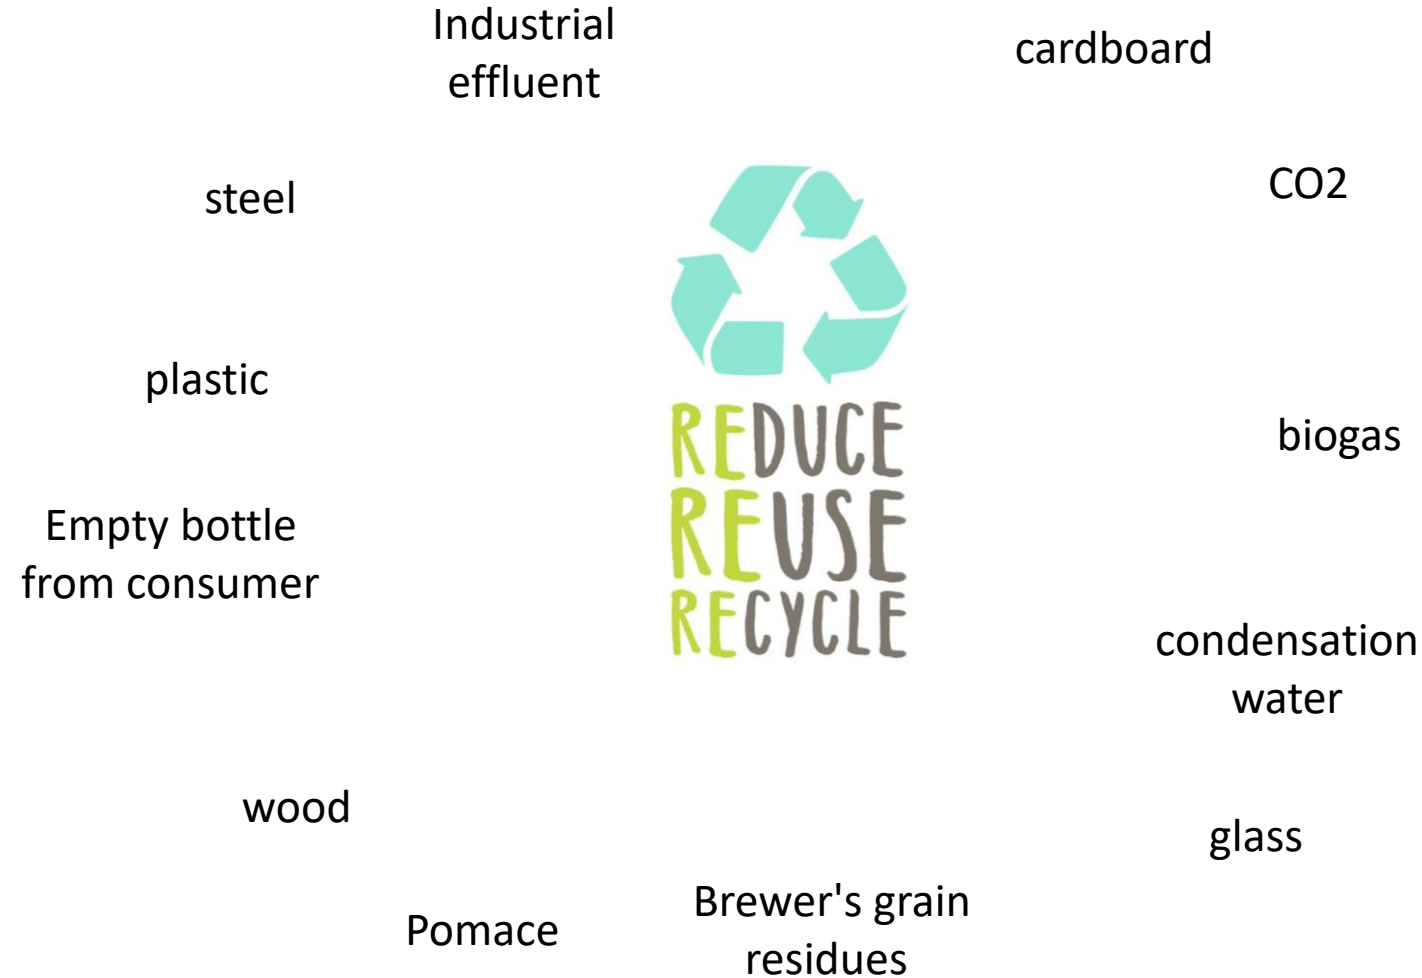 Industrial
effluent
cardboard
steel
CO2
plastic
REDUCE
REUSE
RECYCLE
biogas
Empty bottle
from consumer
condensation
water
wood
glass
Pomace
Brewer's grain
residues